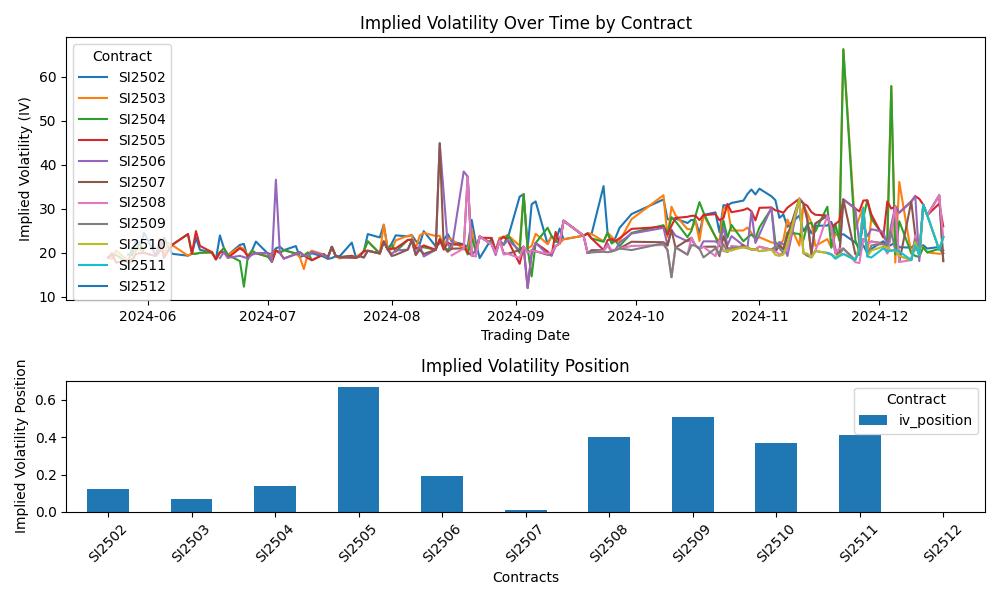 Implied Volatility Over Time by Contract
Implied Volatility (IV)
60
50
40
30
20
10
Contract
SI2502
SI2503
SI2504
SI2505
SI2506
SI2507
SI2508
SI2509
SI2510
SI2511
SI2512
2024-06
2024-07
2024-08
2024-09
2024-10
2024-11
2024-12
Trading Date
Implied Volatility Position
Implied Volatility Position
0.6
0.4
0.2
0.0
Contract
iv_position
SI2502
SI2503
SI2504
SI2505
SI2506
SI2507
SI2508
SI2509
SI2510
SI2511
SI2512
Contracts